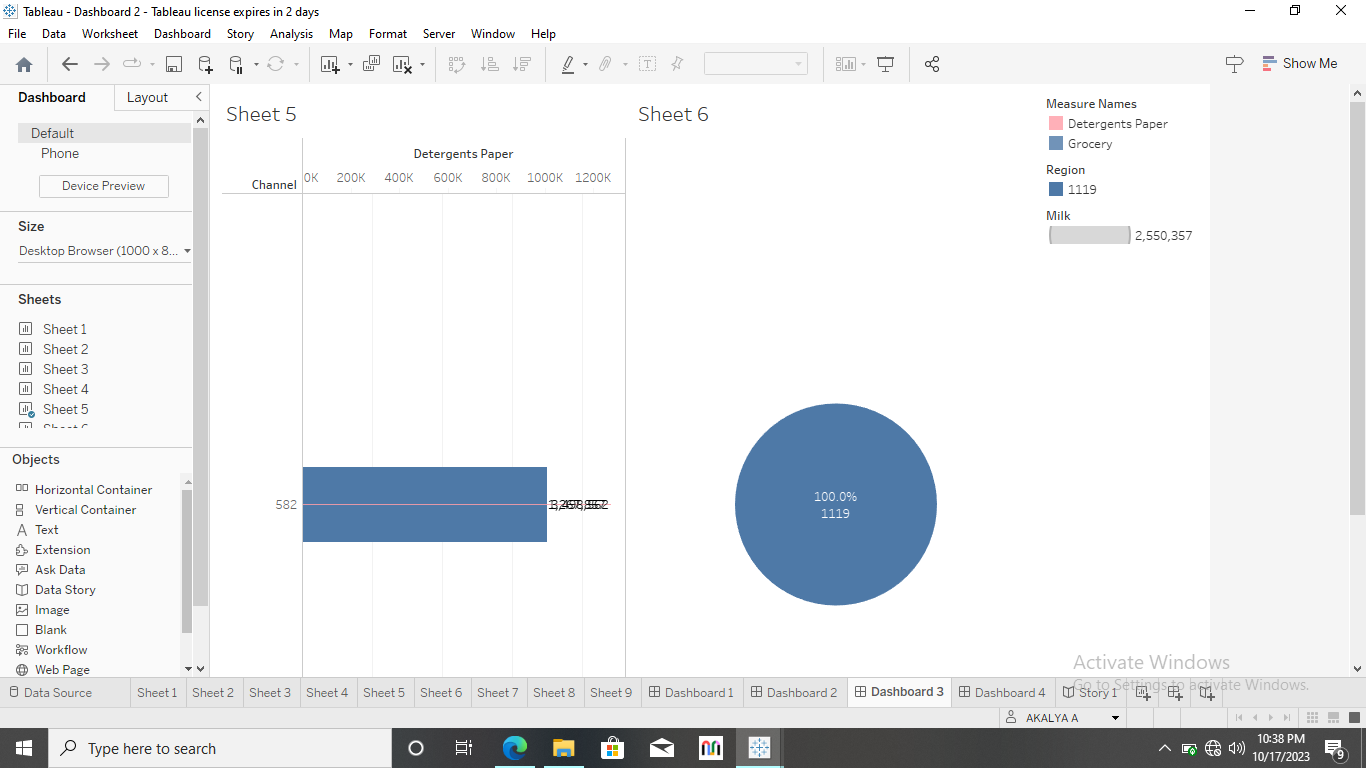 Tableau - Dashboard 2 - Tableau license expires in 2 days
File Data Worksheet Dashboard Story Analysis Map Format Server Window Help
Show Me
Dashboard Layout
Default
Phone
Device Preview
Size
Desktop Browser (1000 x 8...
Sheets
Sheet 1
Sheet 2
Sheet 3
Sheet 4
Sheet 5
Objects
Horizontal Container
Vertical Container
Text
Extension
Ask Data
Data Story
Image
Blank
Workflow
Web Page
Sheet 5
Detergents Paper
Channel
0K 200K 400K 600K 800K 1000K 1200K
582
Sheet 6
100.0%
1119
Measure Names
Detergents Paper
Grocery
Region
1119
Milk
2,550,357
Activate Windows
Go to Settings to activate Windows.
Data Source Sheet 1 Sheet 2 Sheet 3 Sheet 4 Sheet 5 Sheet 6 Sheet 7 Sheet 8 Sheet 9 Dashboard 1 Dashboard 2 Dashboard 3 Dashboard 4 Story 1
AKALYA A
Type here to search
10:38 PM
10/17/2023
9